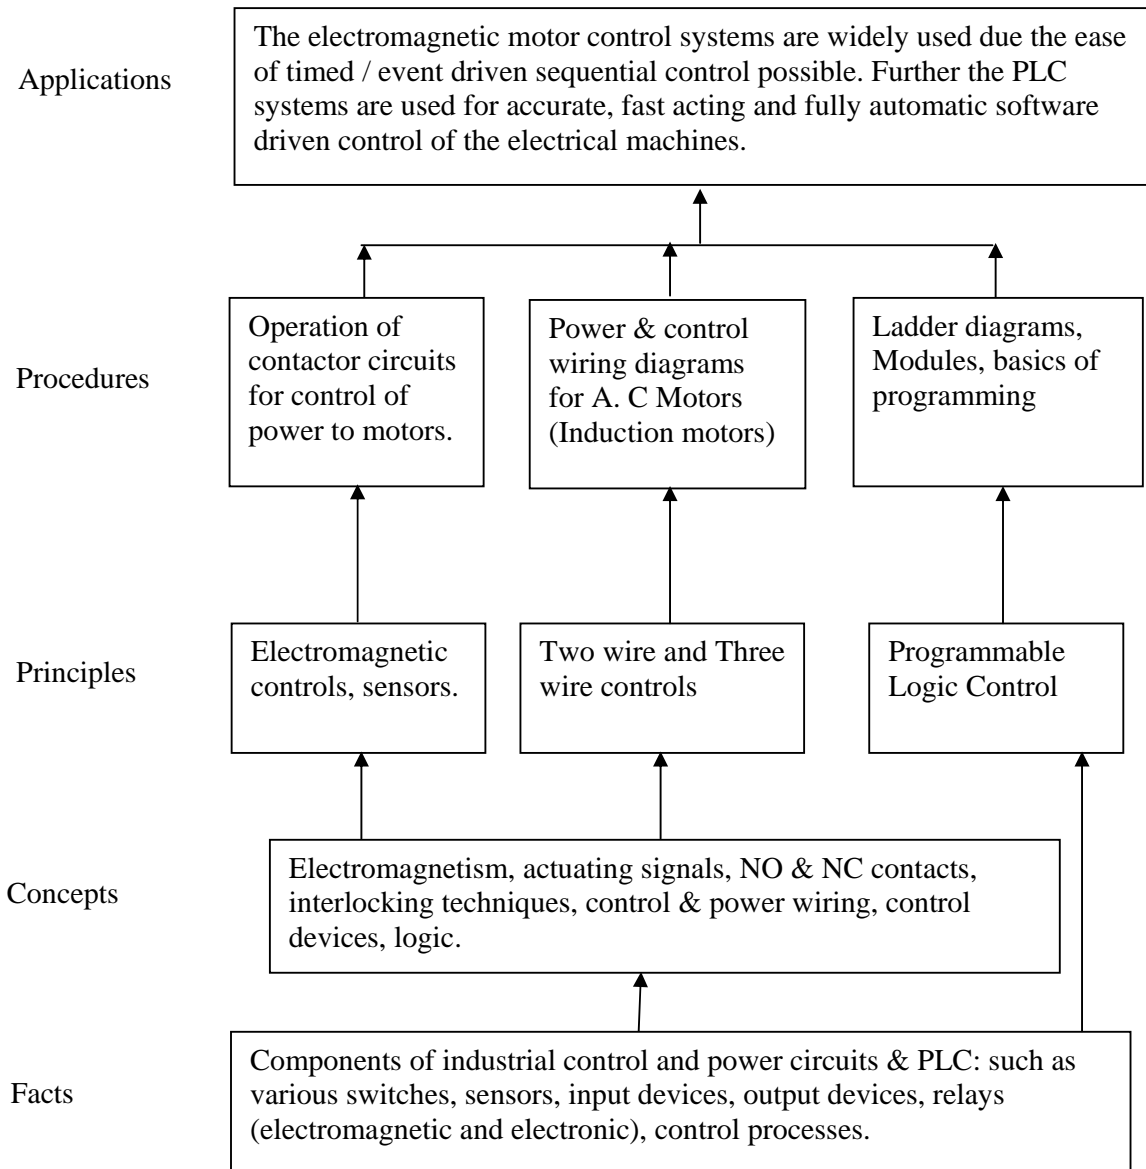 Applications
The electromagnetic motor control systems are widely used due the ease
of timed / event driven sequential control possible. Further the PLC
systems are used for accurate, fast acting and fully automatic software
driven control of the electrical machines.
Procedures
Operation of
contactor circuits
for control of
power to motors.
Power & control
wiring diagrams
for A. C Motors
(Induction motors)
Ladder diagrams,
Modules, basics of
programming
Principles
Electromagnetic
controls, sensors.
Two wire and Three
wire controls
Programmable
Logic Control
Concepts
Electromagnetism, actuating signals, NO & NC contacts,
interlocking techniques, control & power wiring, control
devices, logic.
Facts
Components of industrial control and power circuits & PLC: such as
various switches, sensors, input devices, output devices, relays
(electromagnetic and electronic), control processes.